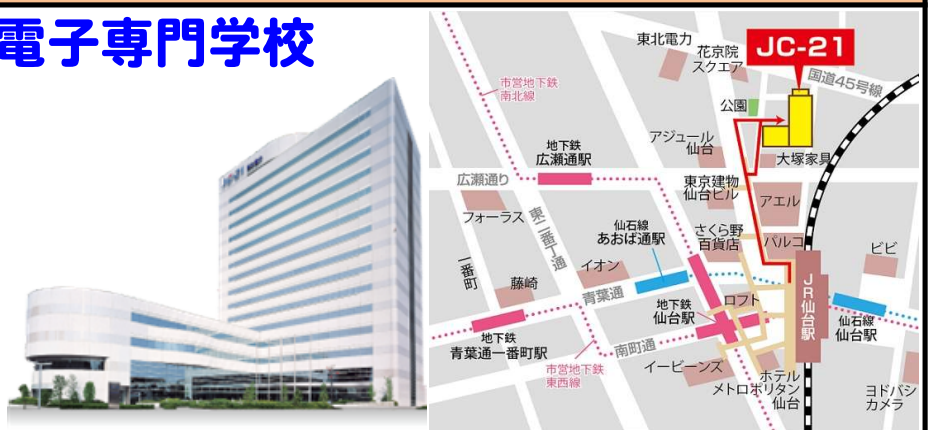 電子専門学校
JC-21
東北電力
花京院
スクエア
JC-21
国道45号線
市営地下鉄
南北線
公園
アジュール
仙台
大塚家具
地下鉄
広瀬通駅
広瀬通り
東京建物
仙台ビル
アエル
フォーラス
東二番丁通
仙石線
あおば通駅
さくら野
百貨店
パルコ
ビビ
一番町
藤崎
イオン
青葉通
JR仙台駅
地下鉄
仙台駅
ロフト
仙石線
仙台駅
地下鉄
青葉通一番町駅
南町通
市営地下鉄
東西線
イービーンズ
ホテル
メトロポリタン
仙台
ヨドバシ
カメラ